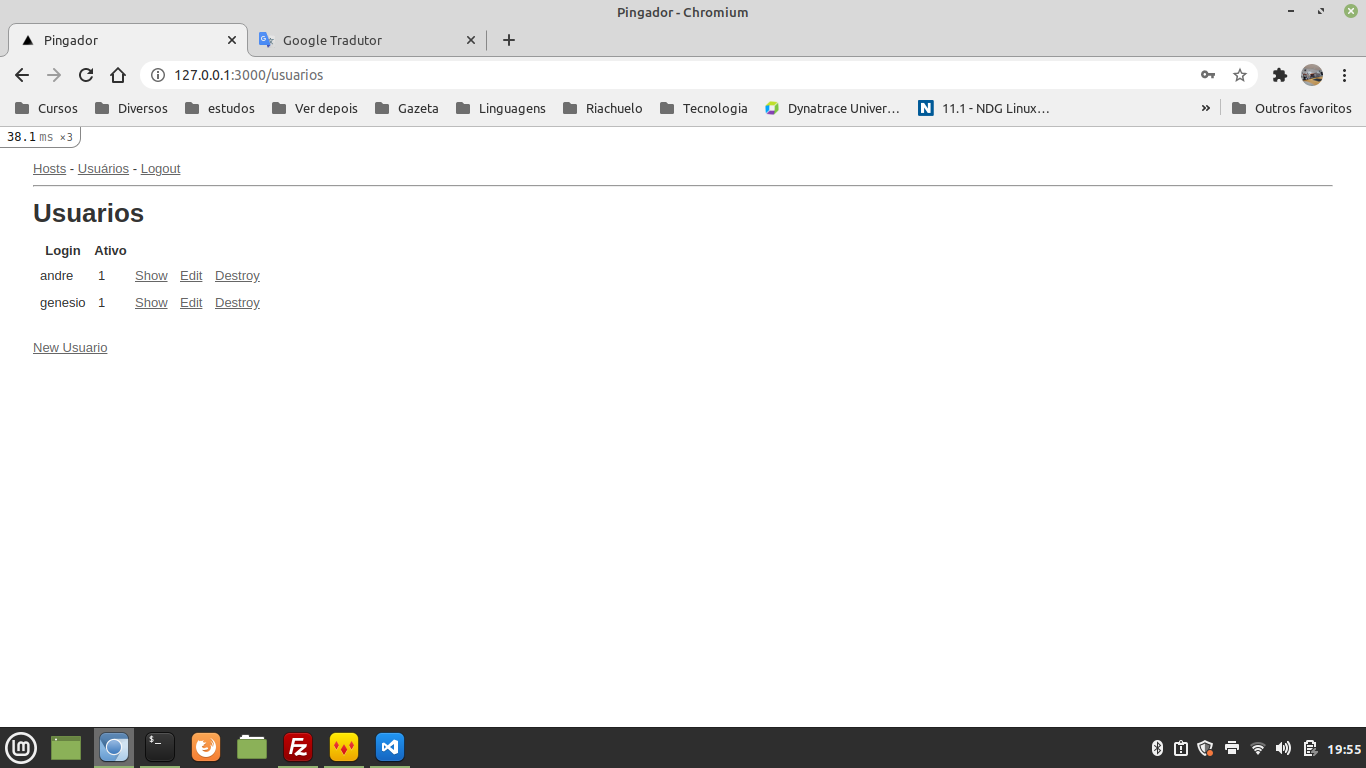 Pingador - Chromium
Pingador
Google Tradutor
127.0.0.1:3000/usuarios
Cursos Diversos estudos Ver depois Gazeta Linguagens Riachuelo Tecnologia Dynatrace Univer… 11.1 - NDG Linux… » Outros favoritos
38.1 ms ×3
Hosts - Usuários - Logout
Usuarios
Login Ativo
andre 1 Show Edit Destroy
genesio 1 Show Edit Destroy
New Usuario
19:55